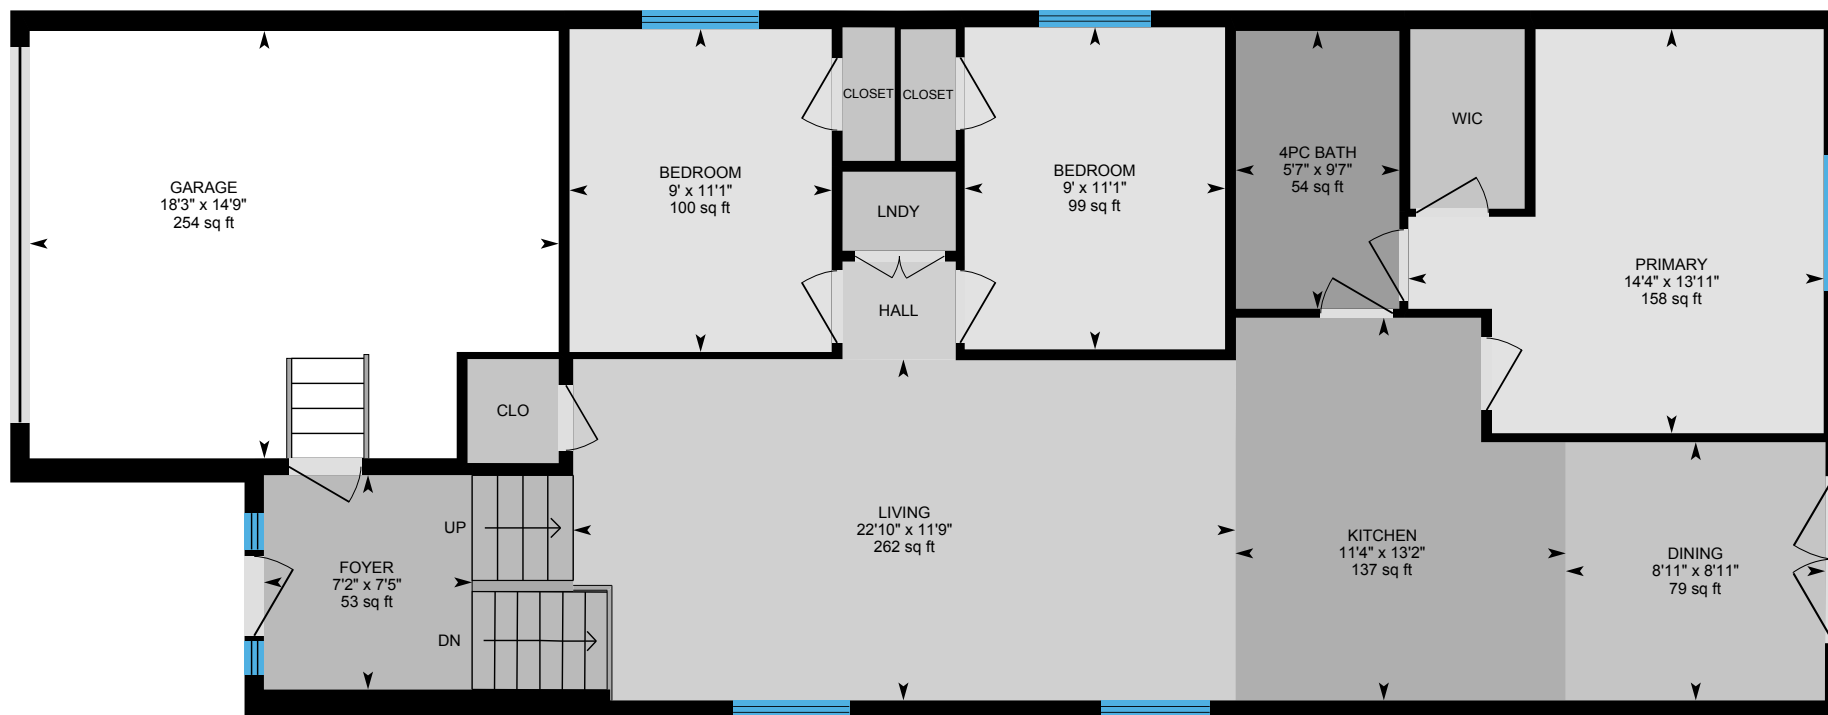 GARAGE
18'3" x 14'9"
254 sq ft
BEDROOM
9' x 11'1"
100 sq ft
CLOSET
CLOSET
LNDY
HALL
BEDROOM
9' x 11'1"
99 sq ft
4PC BATH
5'7" x 9'7"
54 sq ft
WIC
PRIMARY
14'4" x 13'11"
158 sq ft
CLO
UP
FOYER
7'2" x 7'5"
53 sq ft
DN
LIVING
22'10" x 11'9"
262 sq ft
KITCHEN
11'4" x 13'2"
137 sq ft
DINING
8'11" x 8'11"
79 sq ft